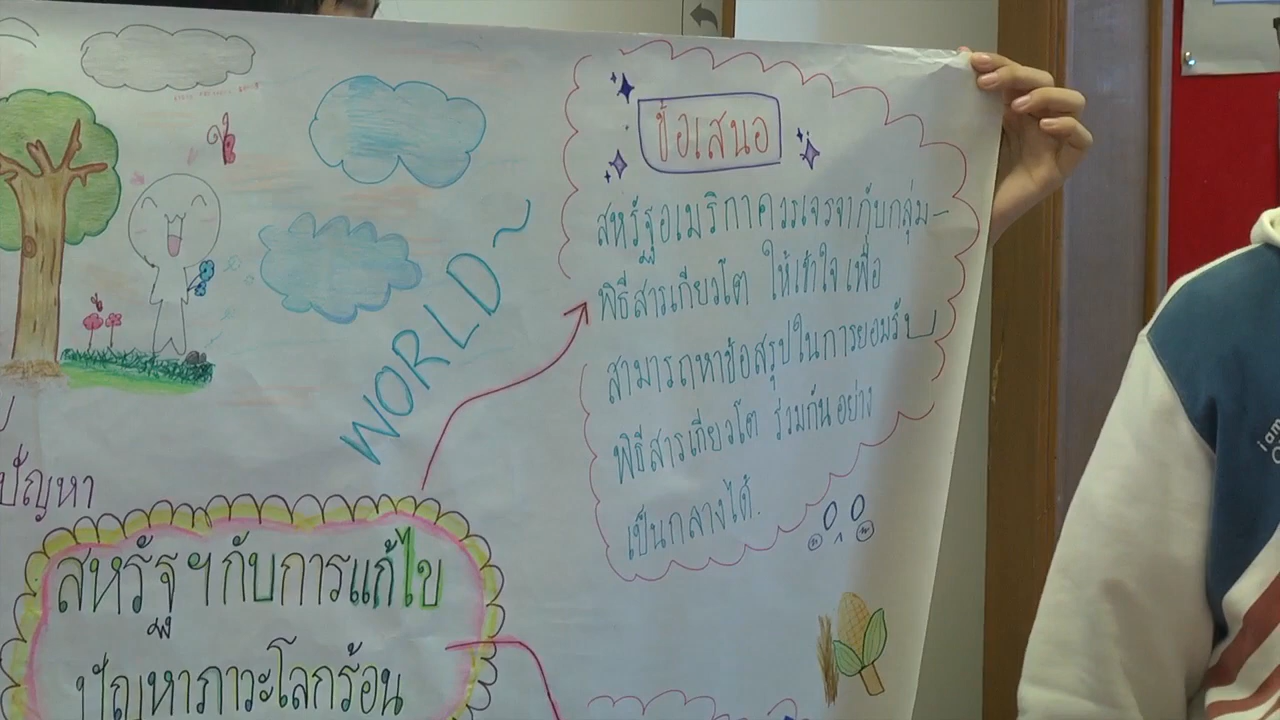 ข้อเสนอ
สหรัฐอเมริกาควรเจรจากับกลุ่ม-
พิธีสารเกียวโต ให้เข้าใจ เพื่อ
สามารถหาข้อสรุปในการยอมรับ
พิธีสารเกียวโต ร่วมกันอย่าง
เป็นกลางได้.
WORLD ~
ปัญหา
สหรัฐฯกับการแก้ไข
ปัญหาภาวะโลกร้อน
i am